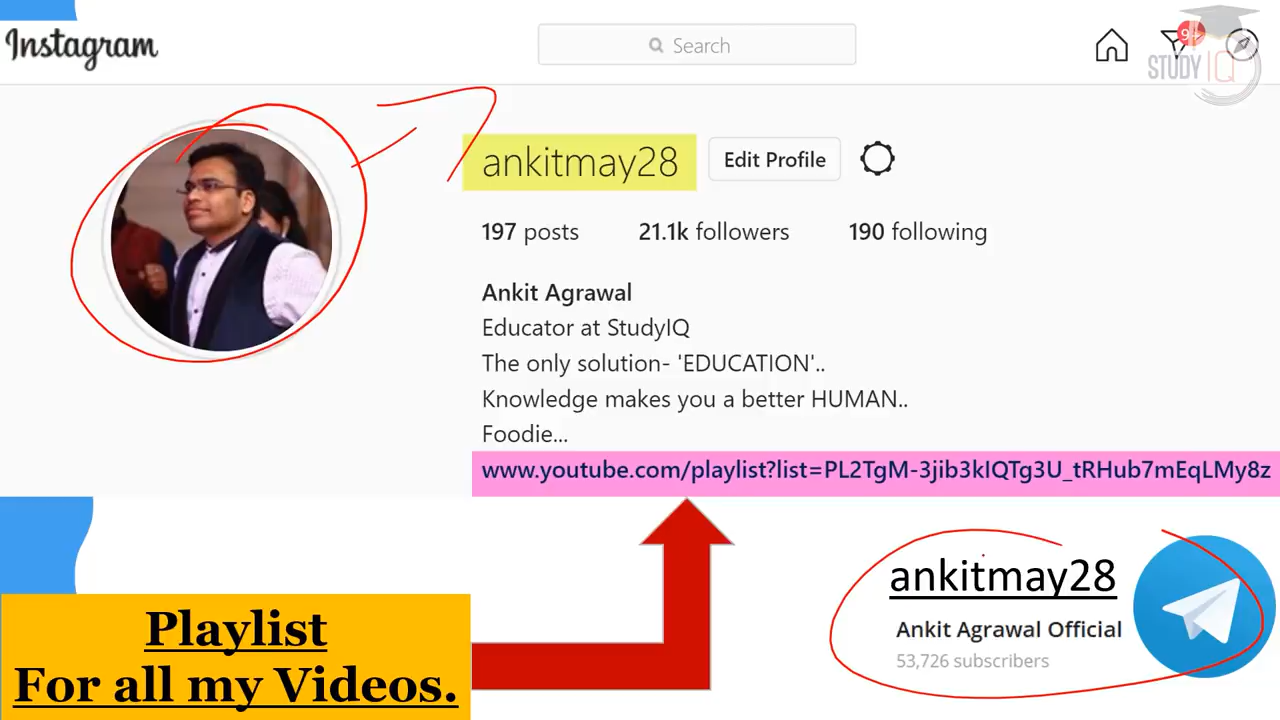 Instagram
Search
9+
STUDY IQ
ankitmay28
Edit Profile
197 posts 21.1k followers 190 following
Ankit Agrawal
Educator at StudyIQ
The only solution- 'EDUCATION'..
Knowledge makes you a better HUMAN..
Foodie...
www.youtube.com/playlist?list=PL2TgM-3jib3kIQTg3U_tRHub7mEqLMy8z
ankitmay28
Ankit Agrawal Official
53,726 subscribers
Playlist
For all my Videos.